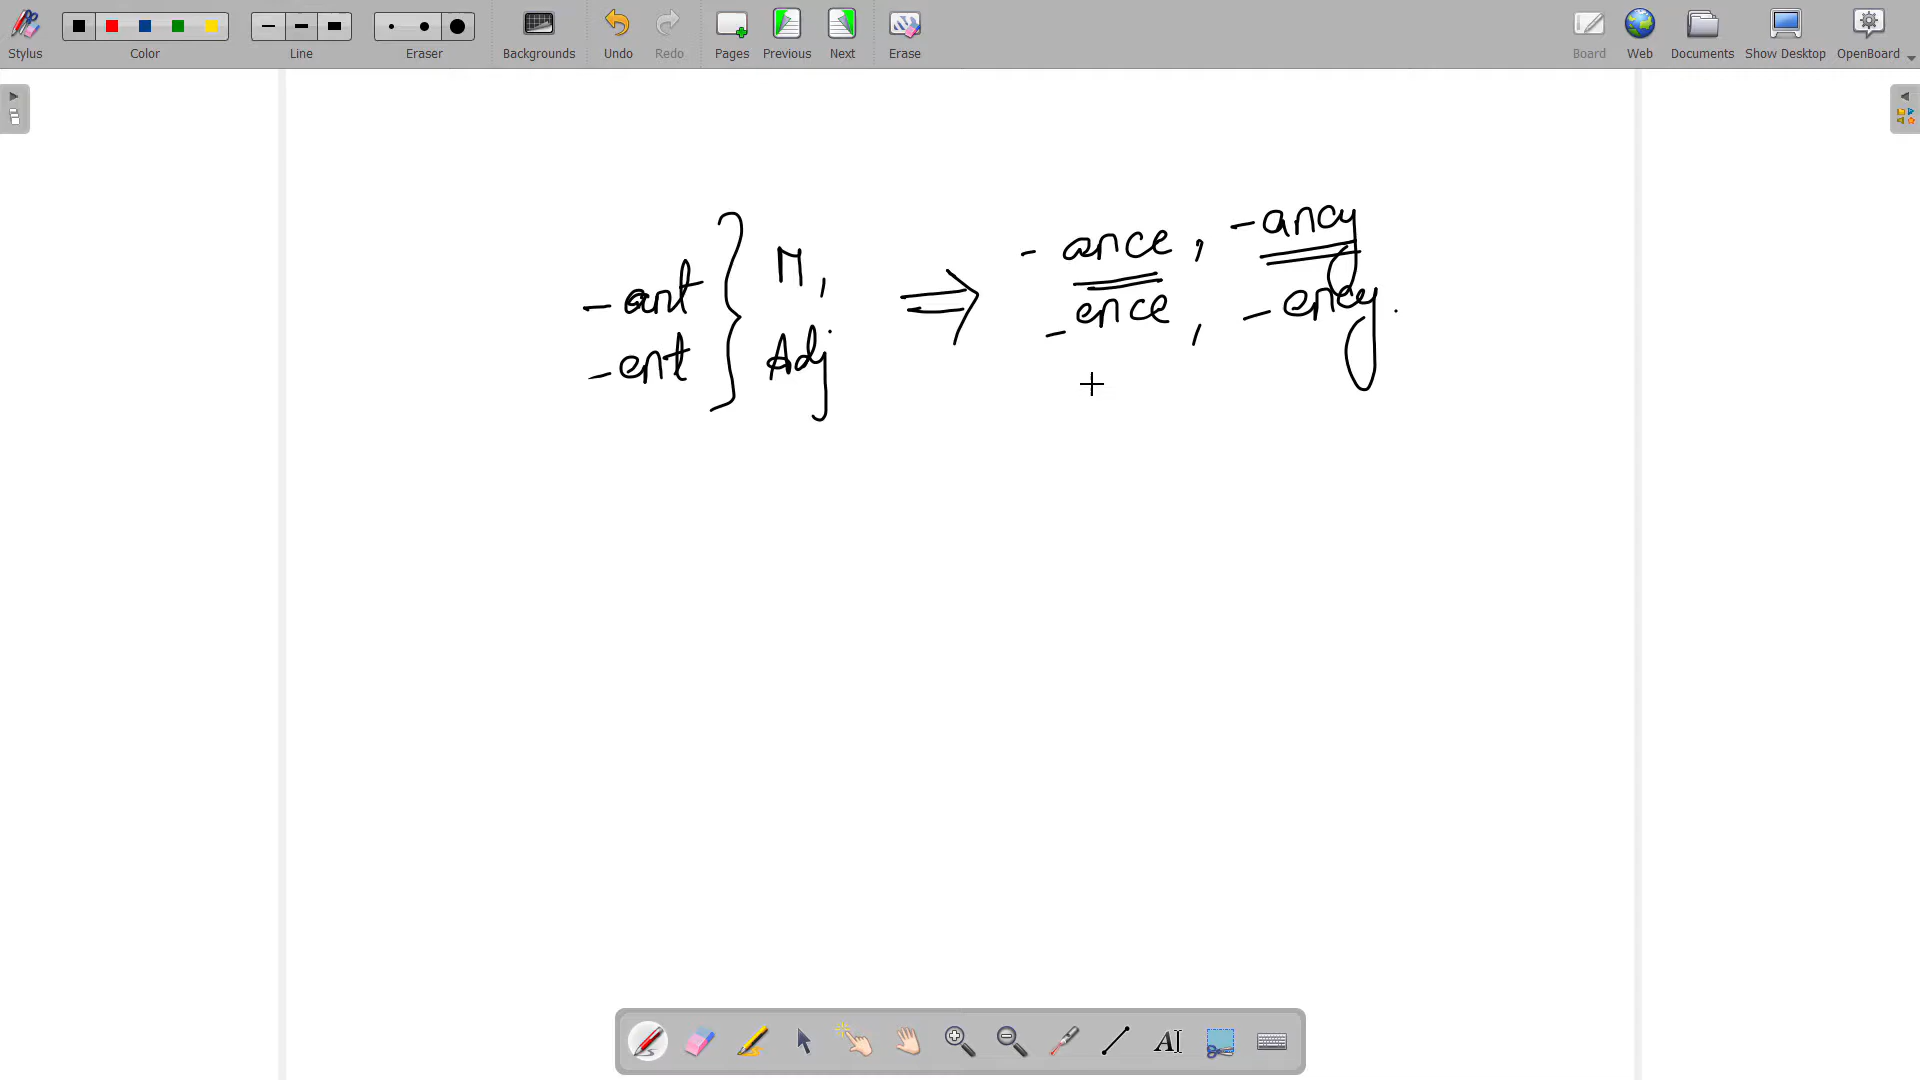 Stylus Color Line Eraser Backgrounds Undo Redo Pages Previous Next Erase Board Web Documents Show Desktop OpenBoard
-ance, -ancy
-ant } N, ⇒ -ence, -ency.
-ent } Adj